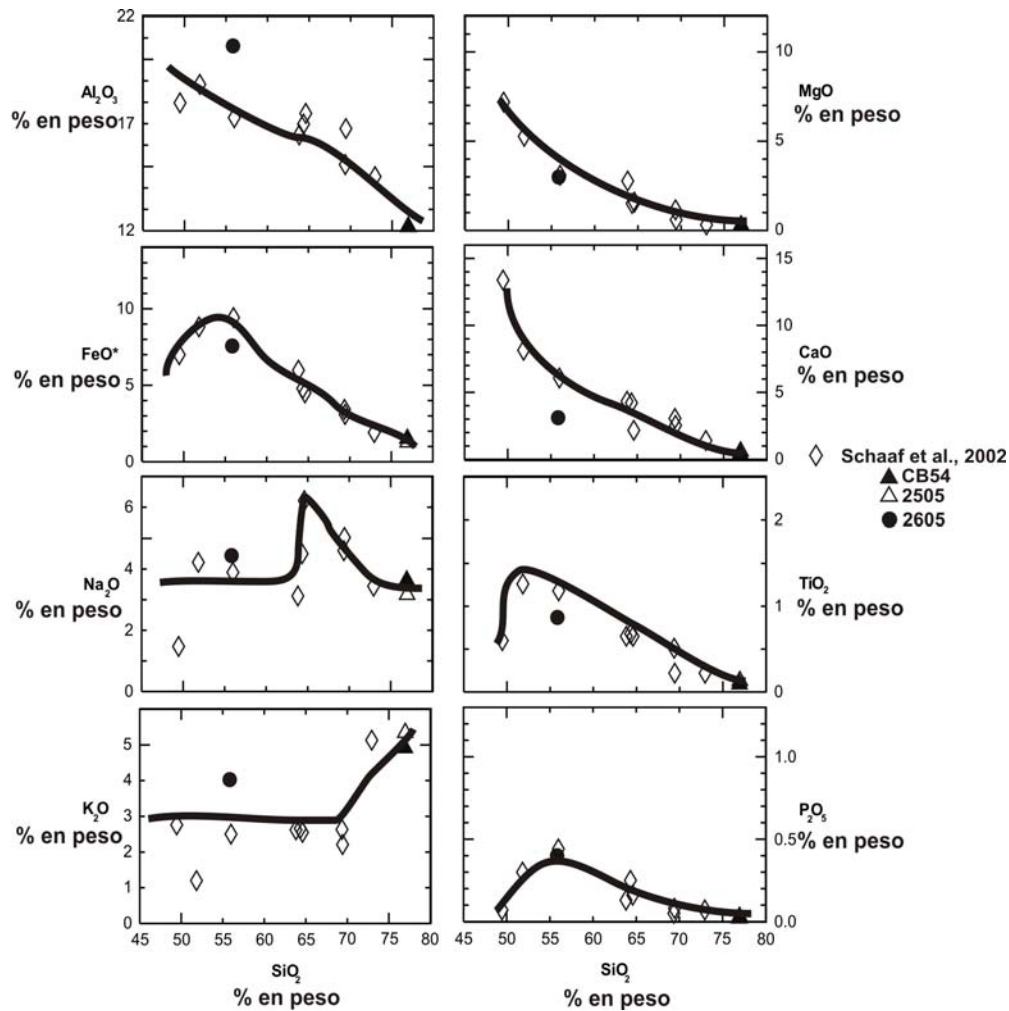 22
Al₂O₃
% en peso
17
12
10
MgO
% en peso
5
0
10
FeO*
% en peso
5
0
15
10
CaO
% en peso
5
0
6
4
Na₂O
% en peso
2
0
2
TiO₂
% en peso
1
0
5
4
3
K₂O
% en peso
2
1
0
45 50 55 60 65 70 75 80
SiO₂
% en peso
1.0
P₂O₅
0.5
% en peso
0.0
45 50 55 60 65 70 75 80
SiO₂
% en peso
Schaaf et al., 2002
CB54
2505
2605